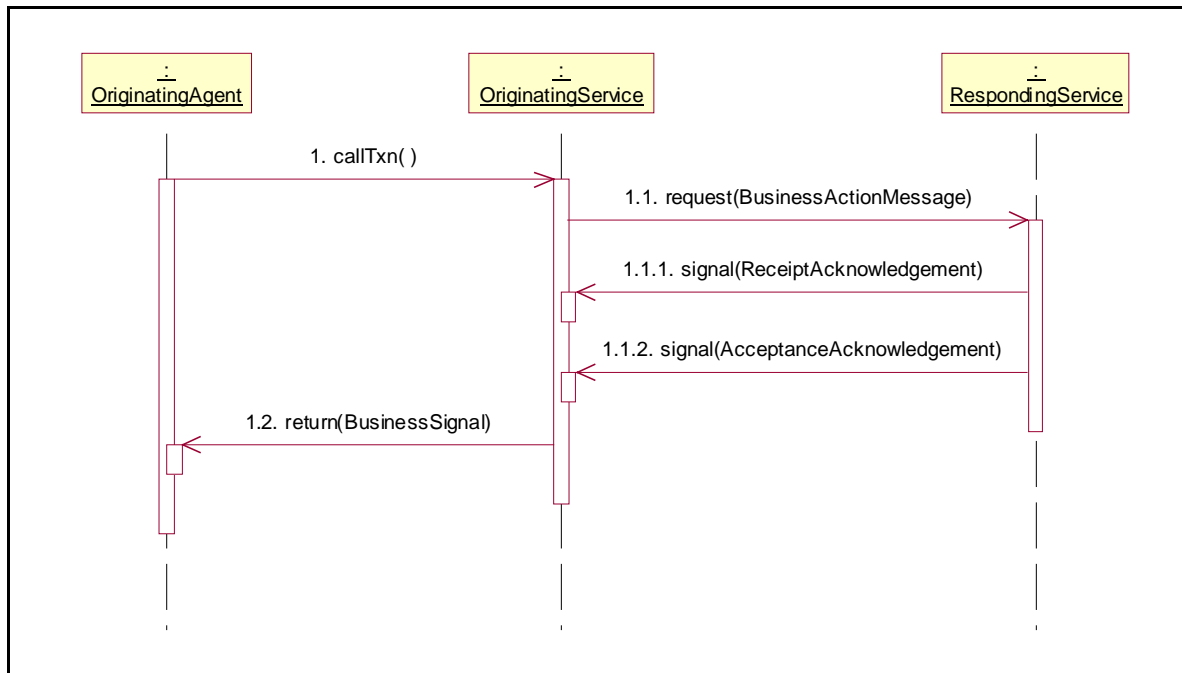 :
OriginatingAgent
:
OriginatingService
:
RespondingService
1. callTxn( )
1.1. request(BusinessActionMessage)
1.1.1. signal(ReceiptAcknowledgement)
1.1.2. signal(AcceptanceAcknowledgement)
1.2. return(BusinessSignal)